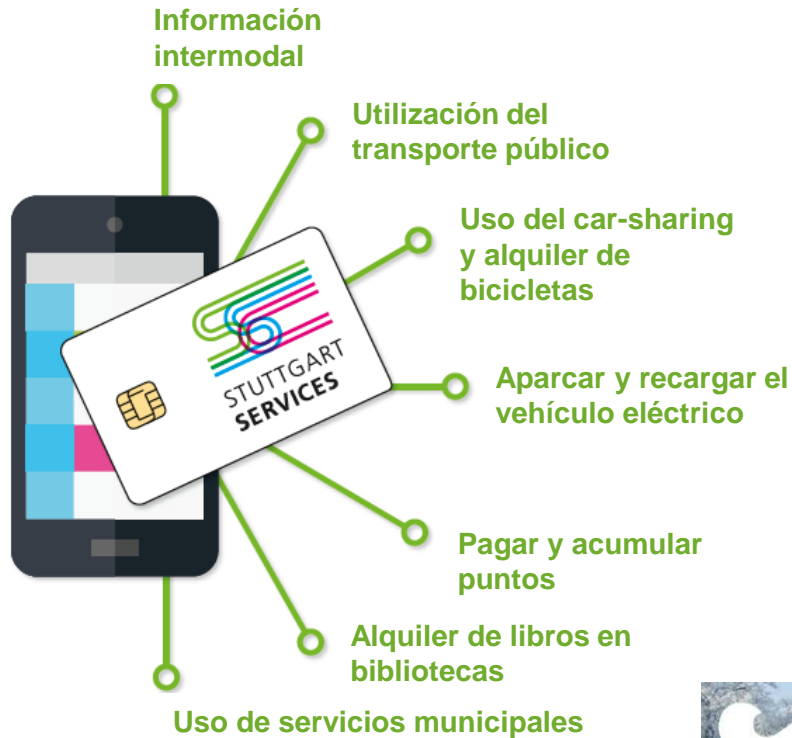 Información
intermodal
Utilización del
transporte público
Uso del car-sharing
y alquiler de
bicicletas
STUTTGART
SERVICES
Aparcar y recargar el
vehículo eléctrico
Pagar y acumular
puntos
Alquiler de libros en
bibliotecas
Uso de servicios municipales